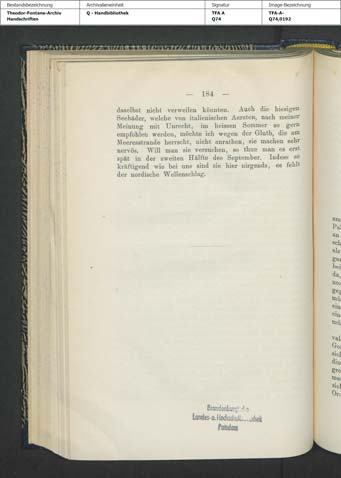 Bestandsbezeichnung Archivalieneinheit Signatur Image-Bezeichnung
Theodor-Fontane-Archiv Q - Handbibliothek TFA A TFA-A-
Handschriften Q74 Q74/0192
— 184 —
daselbst nicht verweilen könnten. Auch die hiesigen
Seebäder, welche von italienischen Aerzten, nach meiner
Meinung mit Unrecht, im heissen Sommer so gern
empfohlen werden, möchte ich wegen der Gluth, die am
Meeresstrande herrscht, nicht anrathen, sie machen sehr
nervös. Will man sie versuchen, so thue man es erst
spät in der zweiten Hälfte des September. Indess so
kräftigend wie bei uns sind sie hier nirgends, es fehlt
der nordische Wellenschlag.
Landes- u. Hochschulbibliothek
Potsdam